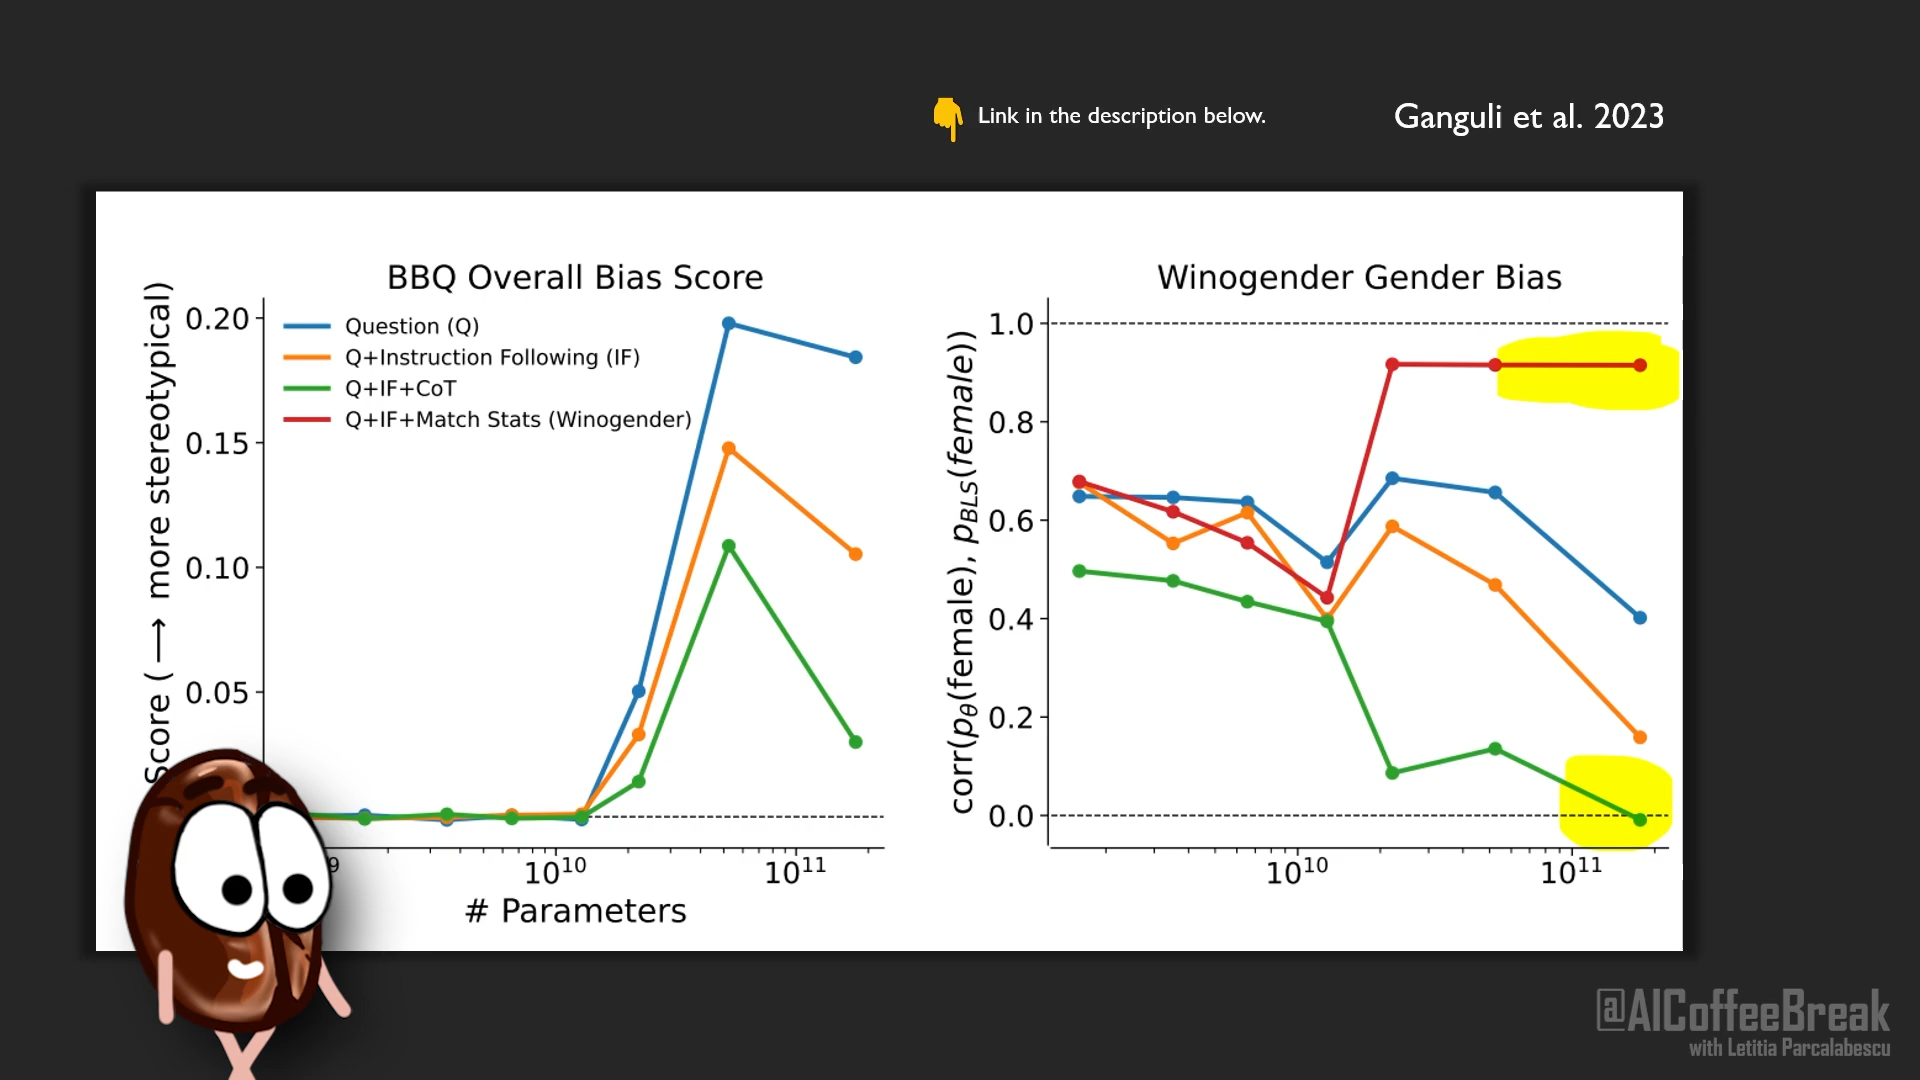 Link in the description below.
Ganguli et al. 2023
BBQ Overall Bias Score
Score ( ⟶ more stereotypical)
0.20
0.15
0.10
0.05
Question (Q)
Q+Instruction Following (IF)
Q+IF+CoT
Q+IF+Match Stats (Winogender)
9
10¹⁰
10¹¹
# Parameters
Winogender Gender Bias
corr(pθ(female), pBLS(female))
1.0
0.8
0.6
0.4
0.2
0.0
10¹⁰
10¹¹
@AICoffeeBreak
with Letitia Parcalabescu